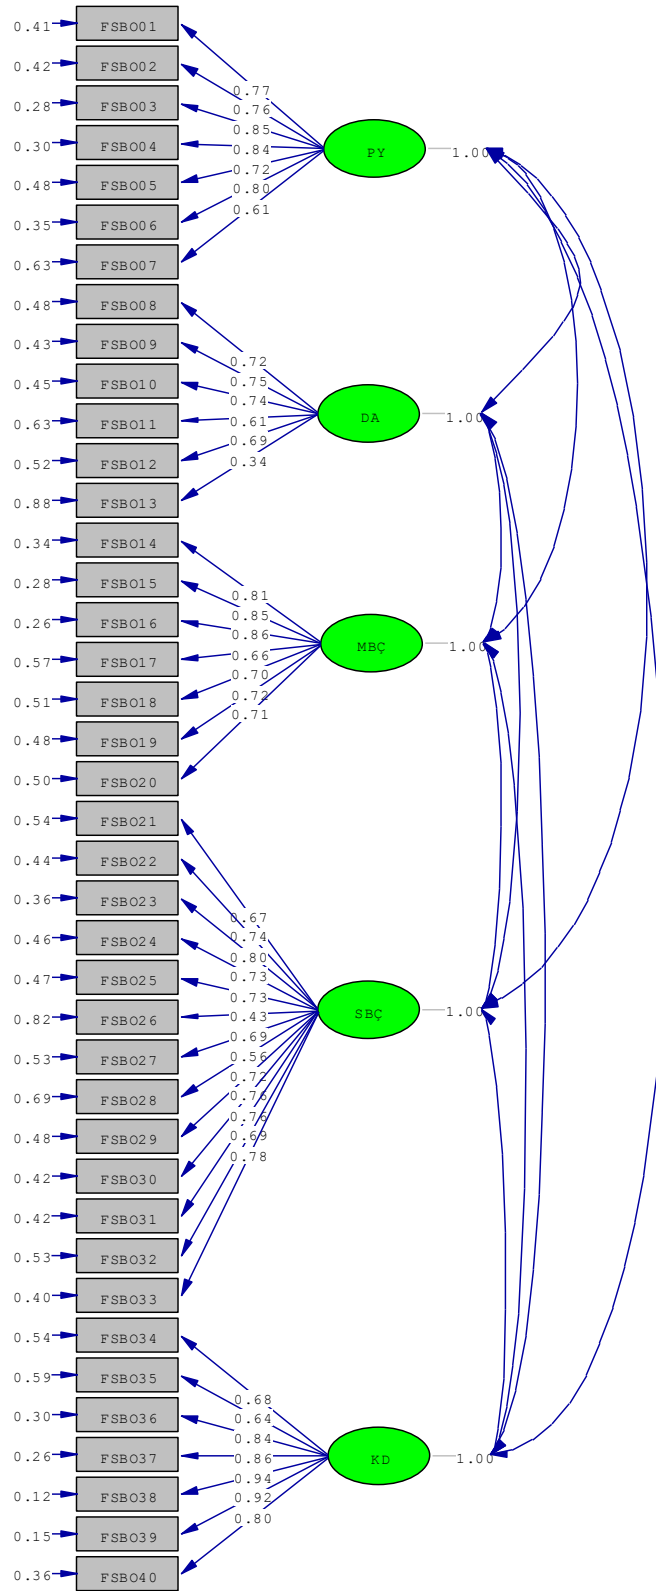 0.41 FSBO01
0.42 FSBO02
0.77
0.28 FSBO03
0.76
0.85
0.30 FSBO04
0.84
PY
1.00
0.72
0.48 FSBO05
0.80
0.35 FSBO06
0.61
0.63 FSBO07
0.48 FSBO08
0.43 FSBO09
0.72
0.45 FSBO10
0.75
0.74
0.63 FSBO11
0.61
DA
1.00
0.69
0.52 FSBO12
0.34
0.88 FSBO13
0.34 FSBO14
0.28 FSBO15
0.81
0.26 FSBO16
0.85
0.86
0.57 FSBO17
0.66
MBÇ
1.00
0.70
0.51 FSBO18
0.72
0.71
0.48 FSBO19
0.50 FSBO20
0.54 FSBO21
0.44 FSBO22
0.36 FSBO23
0.67
0.46 FSBO24
0.74
0.80
0.47 FSBO25
0.73
0.73
0.82 FSBO26
0.43
SBÇ
1.00
0.69
0.53 FSBO27
0.56
0.72
0.69 FSBO28
0.76
0.76
0.48 FSBO29
0.69
0.78
0.42 FSBO30
0.42 FSBO31
0.53 FSBO32
0.40 FSBO33
0.54 FSBO34
0.59 FSBO35
0.68
0.30 FSBO36
0.64
0.84
0.26 FSBO37
0.86
KD
1.00
0.94
0.12 FSBO38
0.92
0.80
0.15 FSBO39
0.36 FSBO40